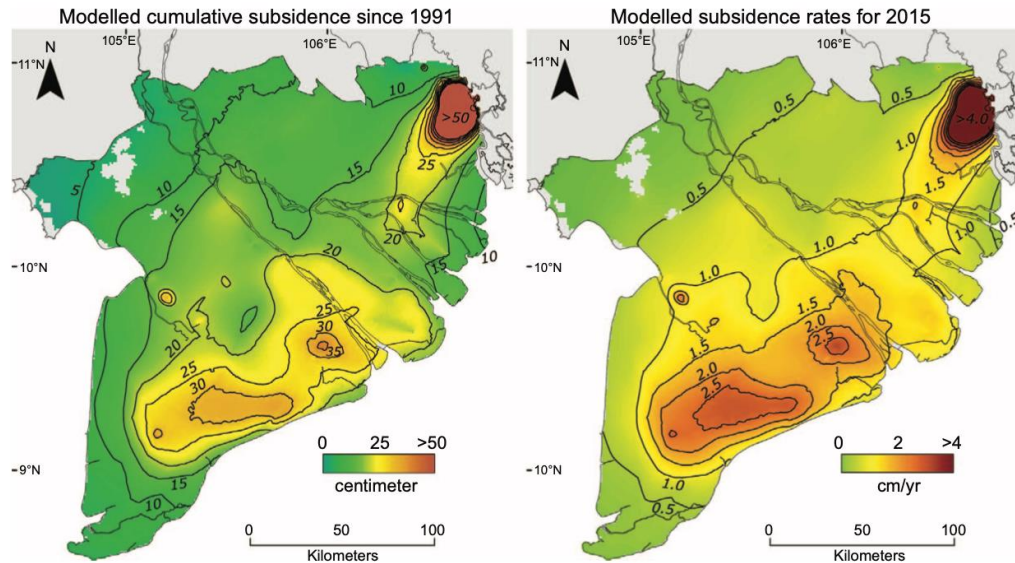 Modelled cumulative subsidence since 1991
N
105°E
106°E
11°N
10
>50
25
5
10
15
15
20
20
15
10
10°N
20
25
30
35
25
30
15
10
9°N
0 25 >50
centimeter
0 50 100
Kilometers
Modelled subsidence rates for 2015
N
105°E
106°E
11°N
0.5
0.5
>4.0
1.0
1.5
0.5
1.0
1.0
0.5
10°N
1.0
1.5
2.0
2.5
1.5
2.0
2.5
1.0
0.5
10°N
0 2 >4
cm/yr
0 50 100
Kilometers